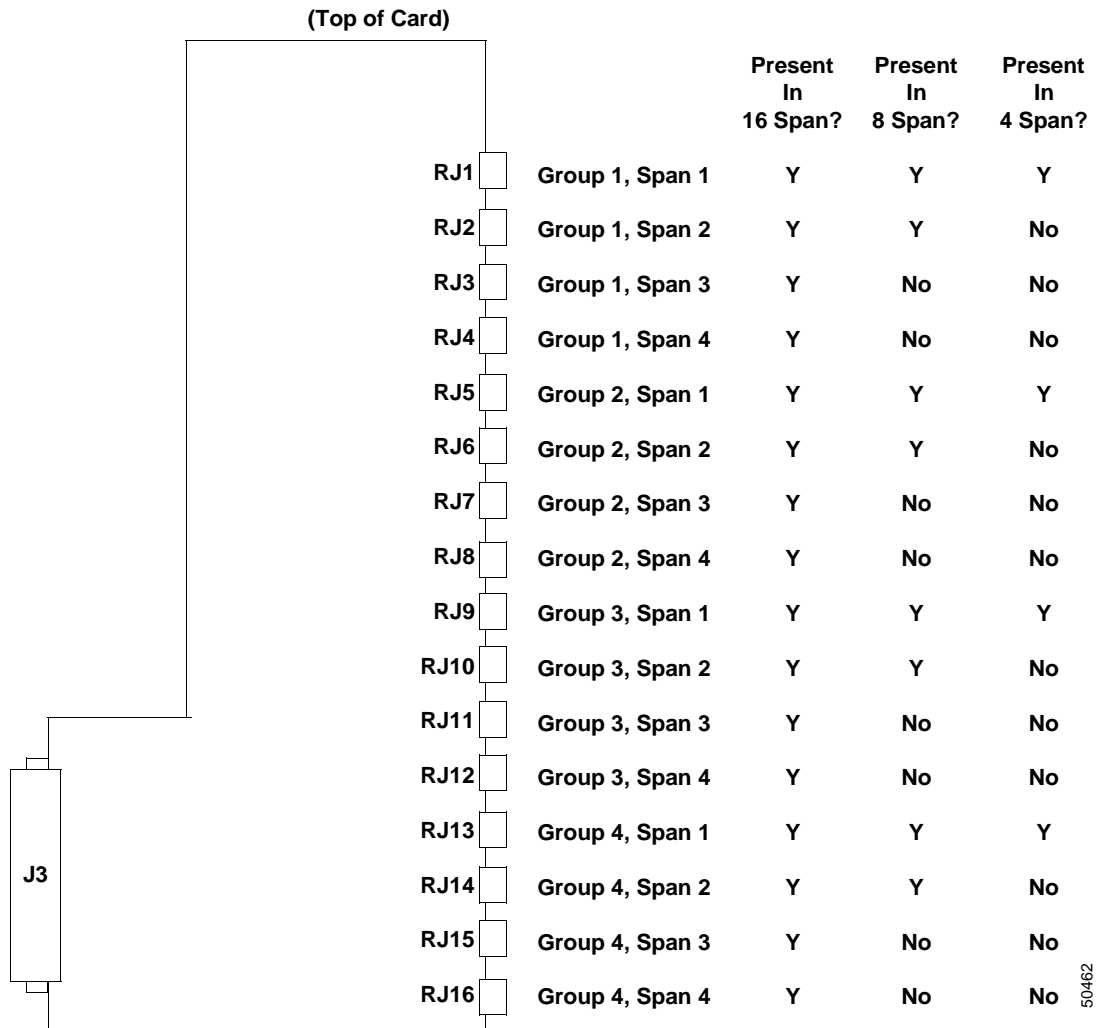 (Top of Card)
Present In 16 Span?
Present In 8 Span?
Present In 4 Span?
RJ1 Group 1, Span 1 Y Y Y
RJ2 Group 1, Span 2 Y Y No
RJ3 Group 1, Span 3 Y No No
RJ4 Group 1, Span 4 Y No No
RJ5 Group 2, Span 1 Y Y Y
RJ6 Group 2, Span 2 Y Y No
RJ7 Group 2, Span 3 Y No No
RJ8 Group 2, Span 4 Y No No
RJ9 Group 3, Span 1 Y Y Y
RJ10 Group 3, Span 2 Y Y No
RJ11 Group 3, Span 3 Y No No
RJ12 Group 3, Span 4 Y No No
RJ13 Group 4, Span 1 Y Y Y
J3
RJ14 Group 4, Span 2 Y Y No
RJ15 Group 4, Span 3 Y No No
RJ16 Group 4, Span 4 Y No No
50462